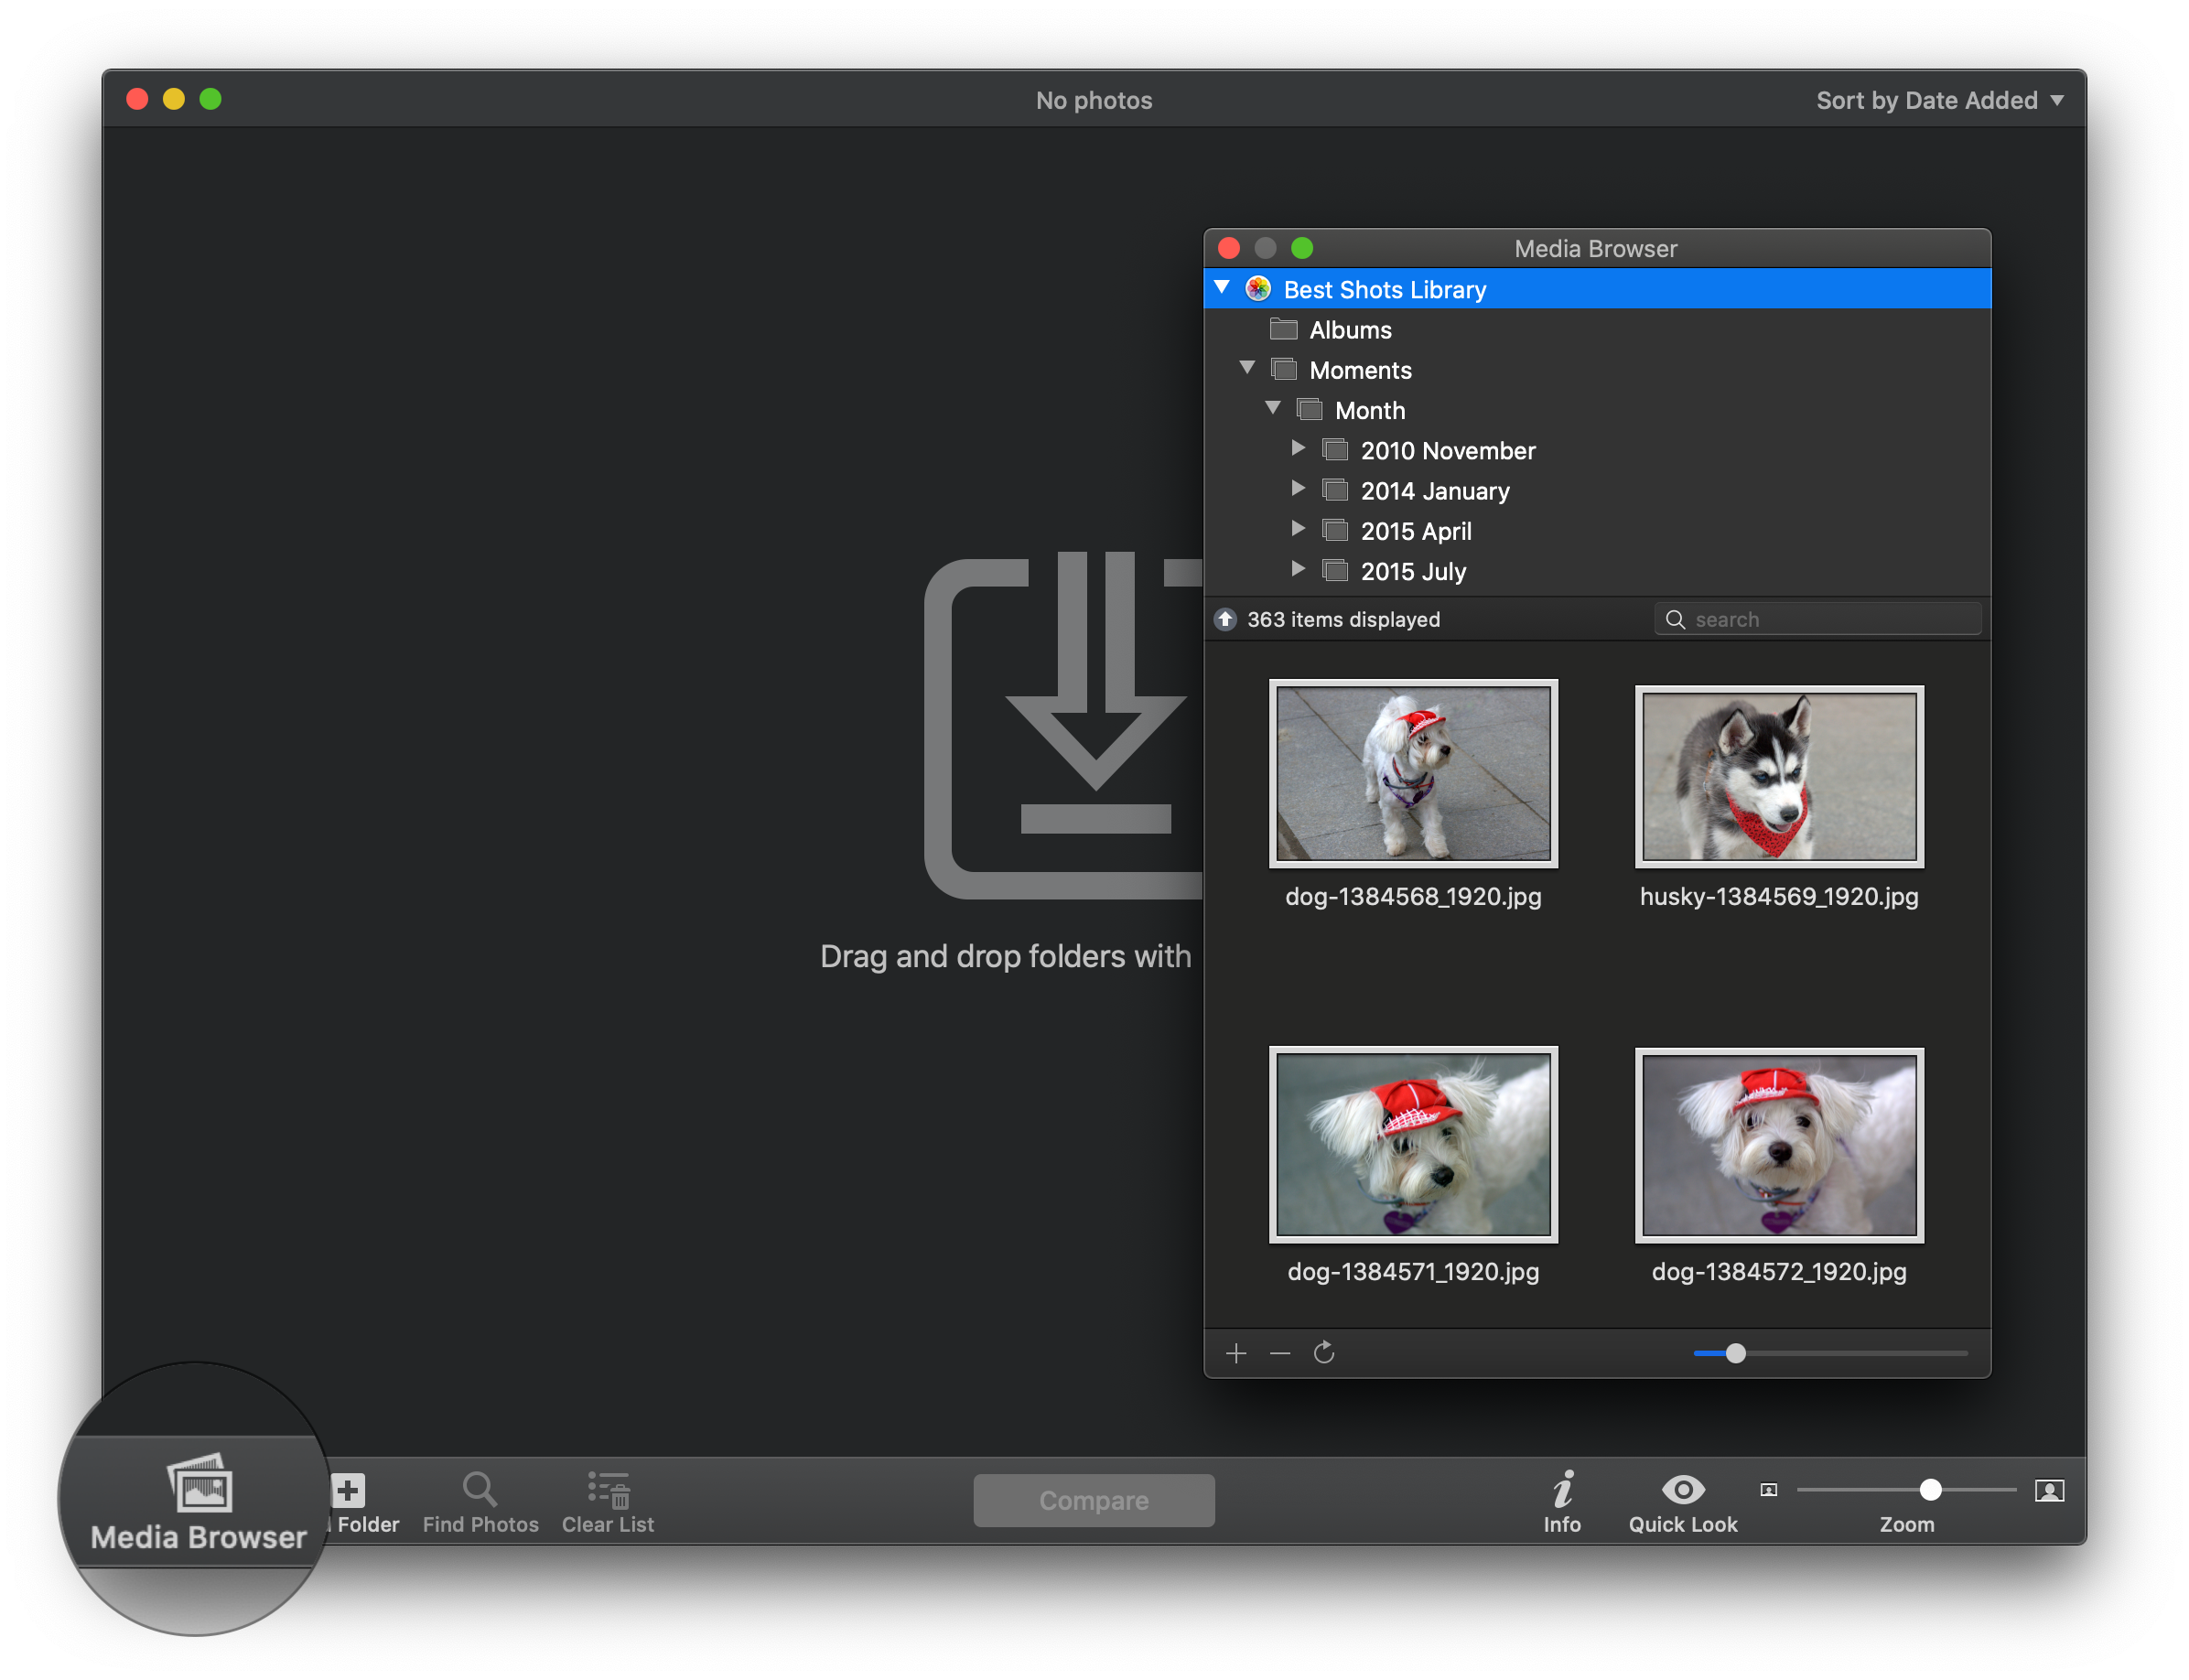 No photos
Sort by Date Added
Media Browser
Best Shots Library
Albums
Moments
Month
2010 November
2014 January
2015 April
2015 July
363 items displayed
search
dog-1384568_1920.jpg
husky-1384569_1920.jpg
Drag and drop folders with
dog-1384571_1920.jpg
dog-1384572_1920.jpg
Media Browser
Folder
Find Photos
Clear List
Compare
Info
Quick Look
Zoom